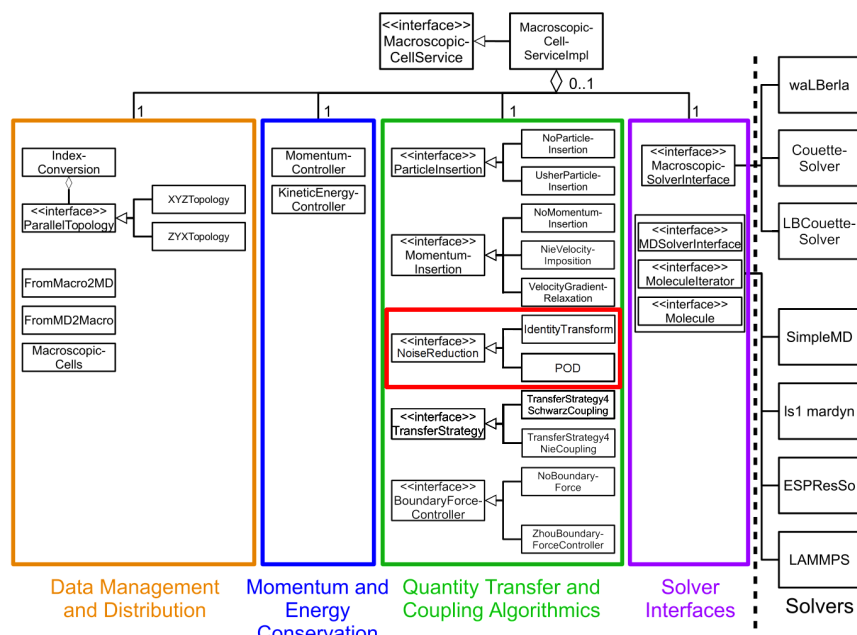 <<interface>>
Macroscopic-
CellService
Macroscopic-
Cell-
ServiceImpl
0..1
1
1
1
1
Index-
Conversion
<<interface>>
ParallelTopology
XYZTopology
ZYXTopology
FromMacro2MD
FromMD2Macro
Macroscopic-
Cells
Data Management
and Distribution
Momentum-
Controller
KineticEnergy-
Controller
Momentum and
Energy
Conservation
<<interface>>
ParticleInsertion
NoParticle-
Insertion
UsherParticle-
Insertion
<<interface>>
Momentum-
Insertion
NoMomentum-
Insertion
NieVelocity-
Imposition
VelocityGradient-
Relaxation
<<interface>>
NoiseReduction
IdentityTransform
POD
<<interface>>
TransferStrategy
TransferStrategy4
SchwarzCoupling
TransferStrategy4
NieCoupling
<<interface>>
BoundaryForce-
Controller
NoBoundary-
Force
ZhouBoundary-
ForceController
Quantity Transfer and
Coupling Algorithmics
<<interface>>
Macroscopic-
SolverInterface
<<interface>>
MDSolverInterface
<<interface>>
MoleculeIterator
<<interface>>
Molecule
Solver
Interfaces
waLBerla
Couette-
Solver
LBCouette-
Solver
SimpleMD
ls1 mardyn
ESPResSo
LAMMPS
Solvers